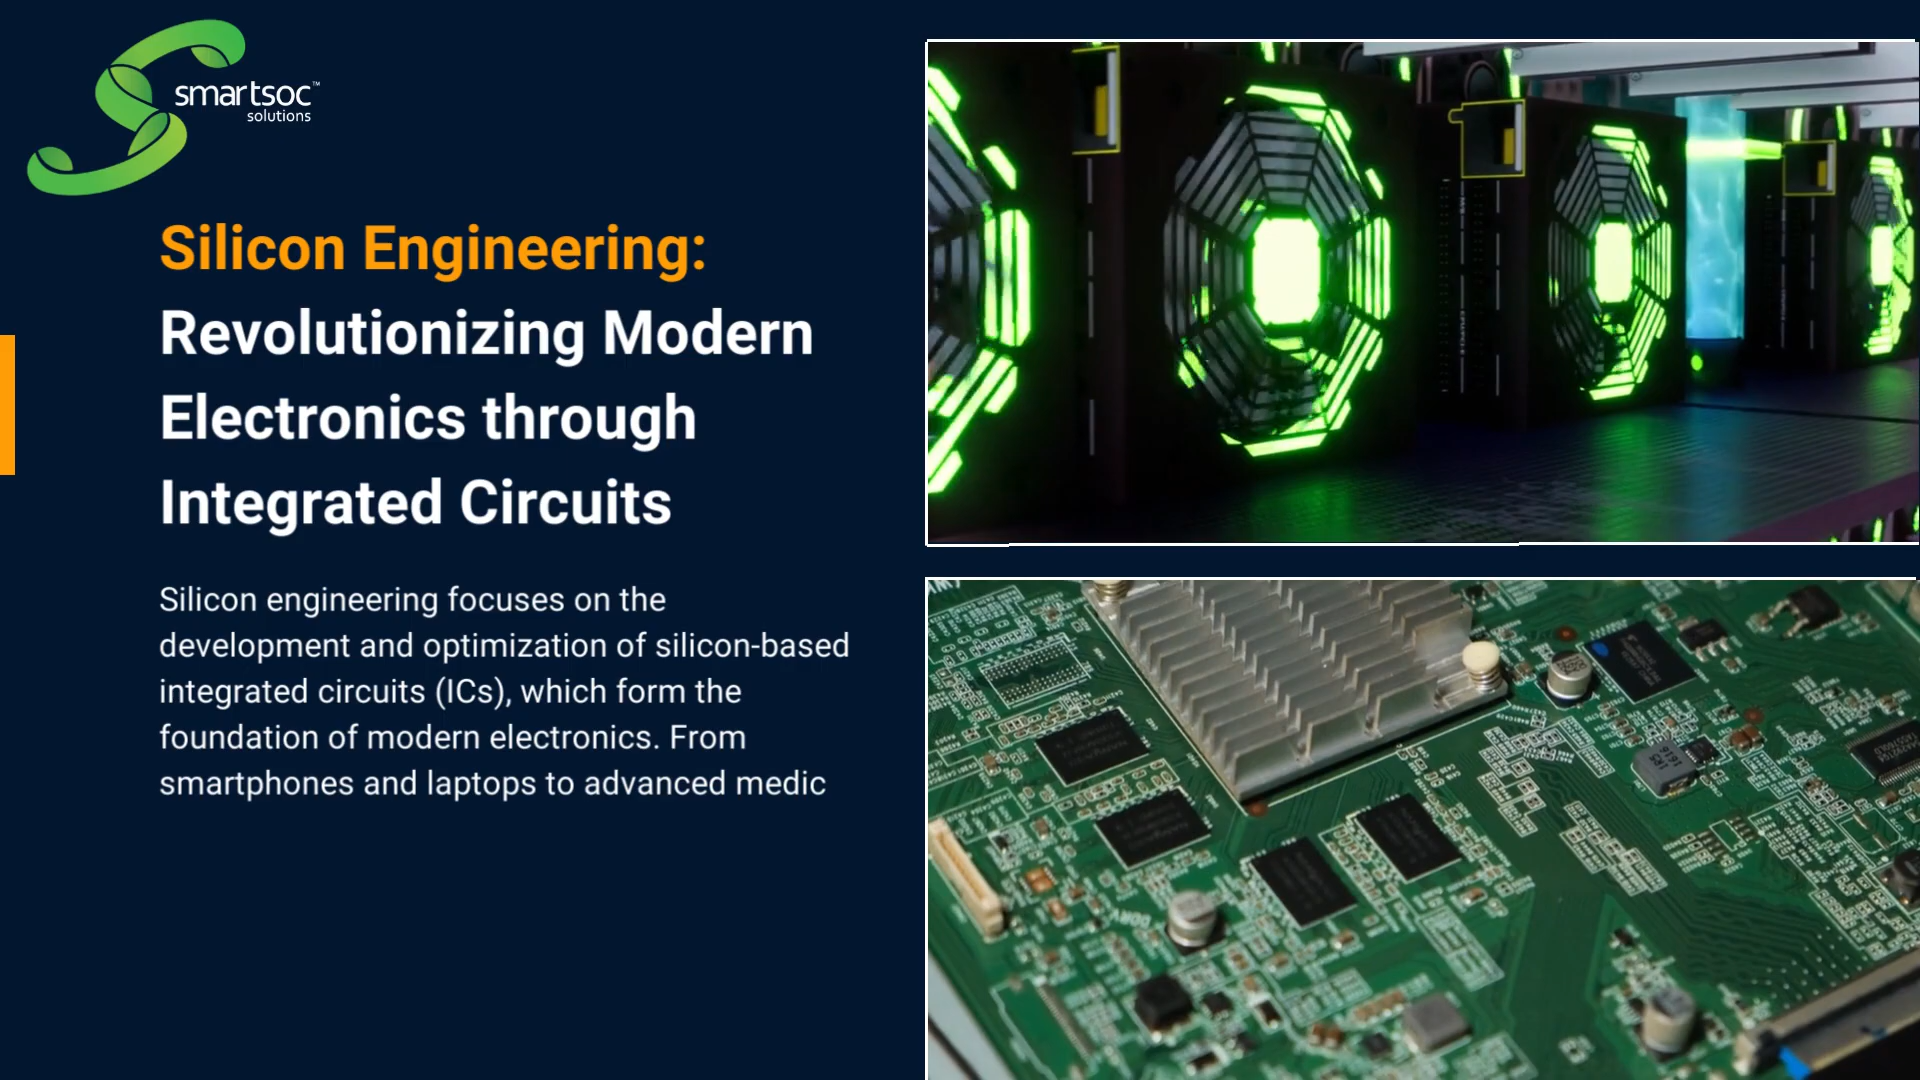 smartsoc™
solutions
Silicon Engineering:
Revolutionizing Modern
Electronics through
Integrated Circuits
Silicon engineering focuses on the
development and optimization of silicon-based
integrated circuits (ICs), which form the
foundation of modern electronics. From
smartphones and laptops to advanced medic